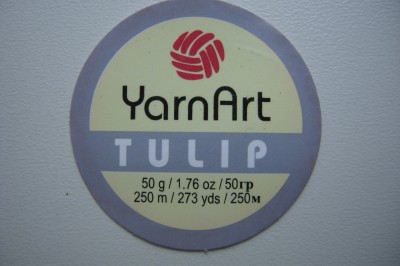 YarnArt
TULIP
50 g / 1.76 oz / 50гр
250 m / 273 yds / 250м